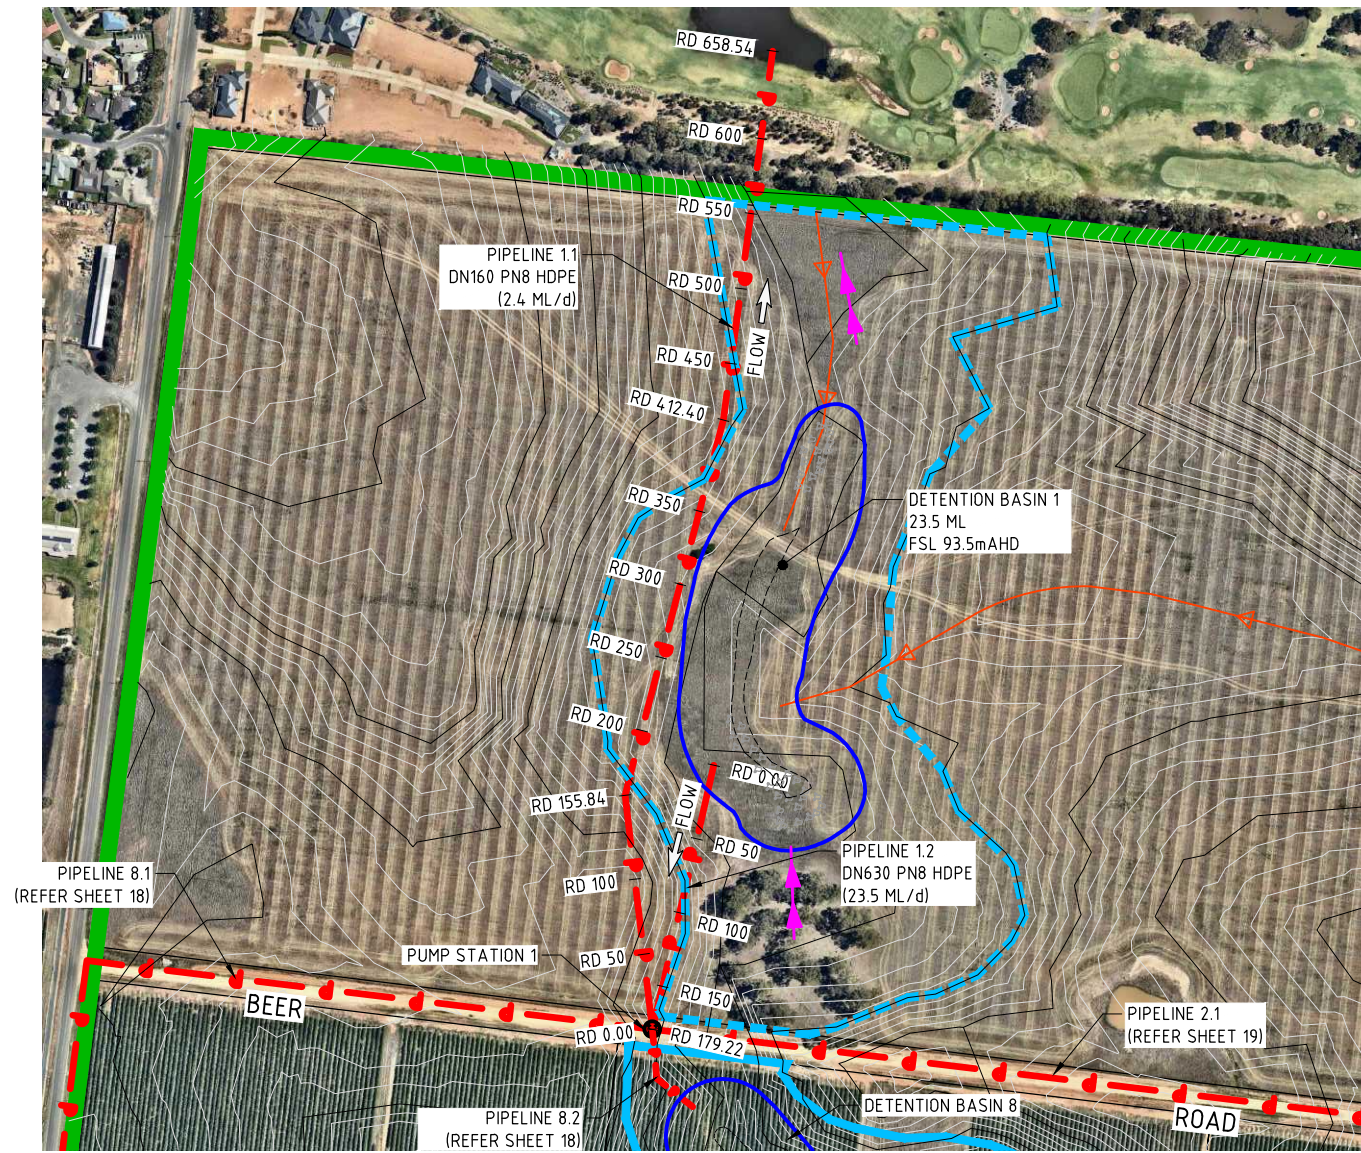 RD 658.54
RD 600
RD 550
PIPELINE 1.1
DN160 PN8 HDPE
(2.4 ML/d)
RD 500
FLOW
RD 450
RD 412.40
RD 350
DETENTION BASIN 1
23.5 ML
FSL 93.5mAHD
RD 300
RD 250
RD 200
RD 0.00
RD 155.84
FLOW
RD 50
PIPELINE 1.2
DN630 PN8 HDPE
(23.5 ML/d)
PIPELINE 8.1
(REFER SHEET 18)
RD 100
RD 100
PUMP STATION 1
RD 50
RD 150
BEER
RD 0.00
RD 179.22
PIPELINE 2.1
(REFER SHEET 19)
PIPELINE 8.2
(REFER SHEET 18)
DETENTION BASIN 8
ROAD